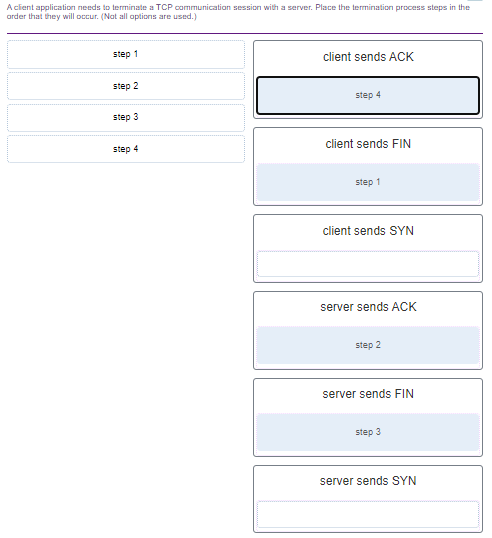 A client application needs to terminate a TCP communication session with a server. Place the termination process steps in the
order that they will occur. (Not all options are used.)
step 1
step 2
step 3
step 4
client sends ACK
step 4
client sends FIN
step 1
client sends SYN
server sends ACK
step 2
server sends FIN
step 3
server sends SYN